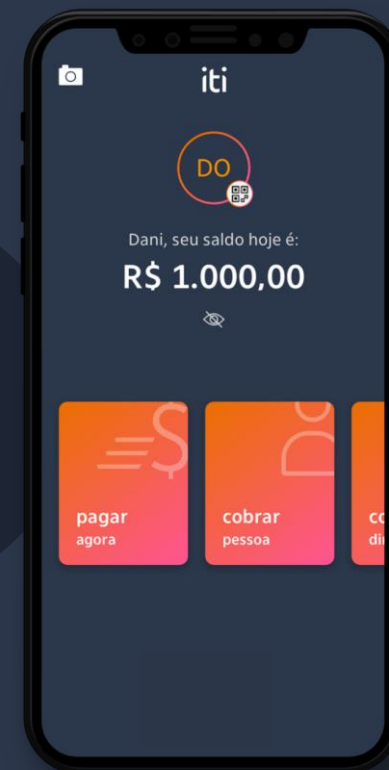 iti
DO
Dani, seu saldo hoje é:
R$ 1.000,00
pagar
agora
cobrar
pessoa